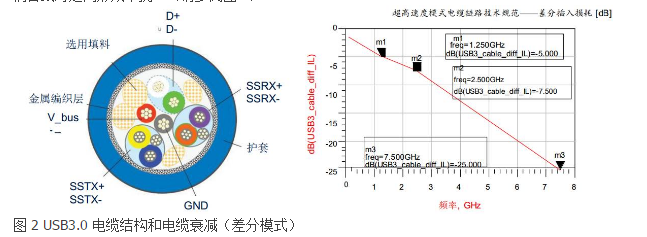 D+
D-
选用填料
SSRX+
SSRX-
金属编织层
V_bus
护套
SSTX+
SSTX-
GND
超高速度模式电缆链路技术规范——差分插入损耗 [dB]
dB(USB3_cable_diff_IL)
0
-5
-10
-15
-20
-25
m1
m2
m3
m1
freq=1.250GHz
dB(USB3_cable_diff_IL)=-5.000
m2
freq=2.500GHz
dB(USB3_cable_diff_IL)=-7.500
m3
freq=7.500GHz
dB(USB3_cable_diff_IL)=-25.000
0 1 2 3 4 5 6 7 8
频率, GHz
图 2 USB3.0 电缆结构和电缆衰减（差分模式）